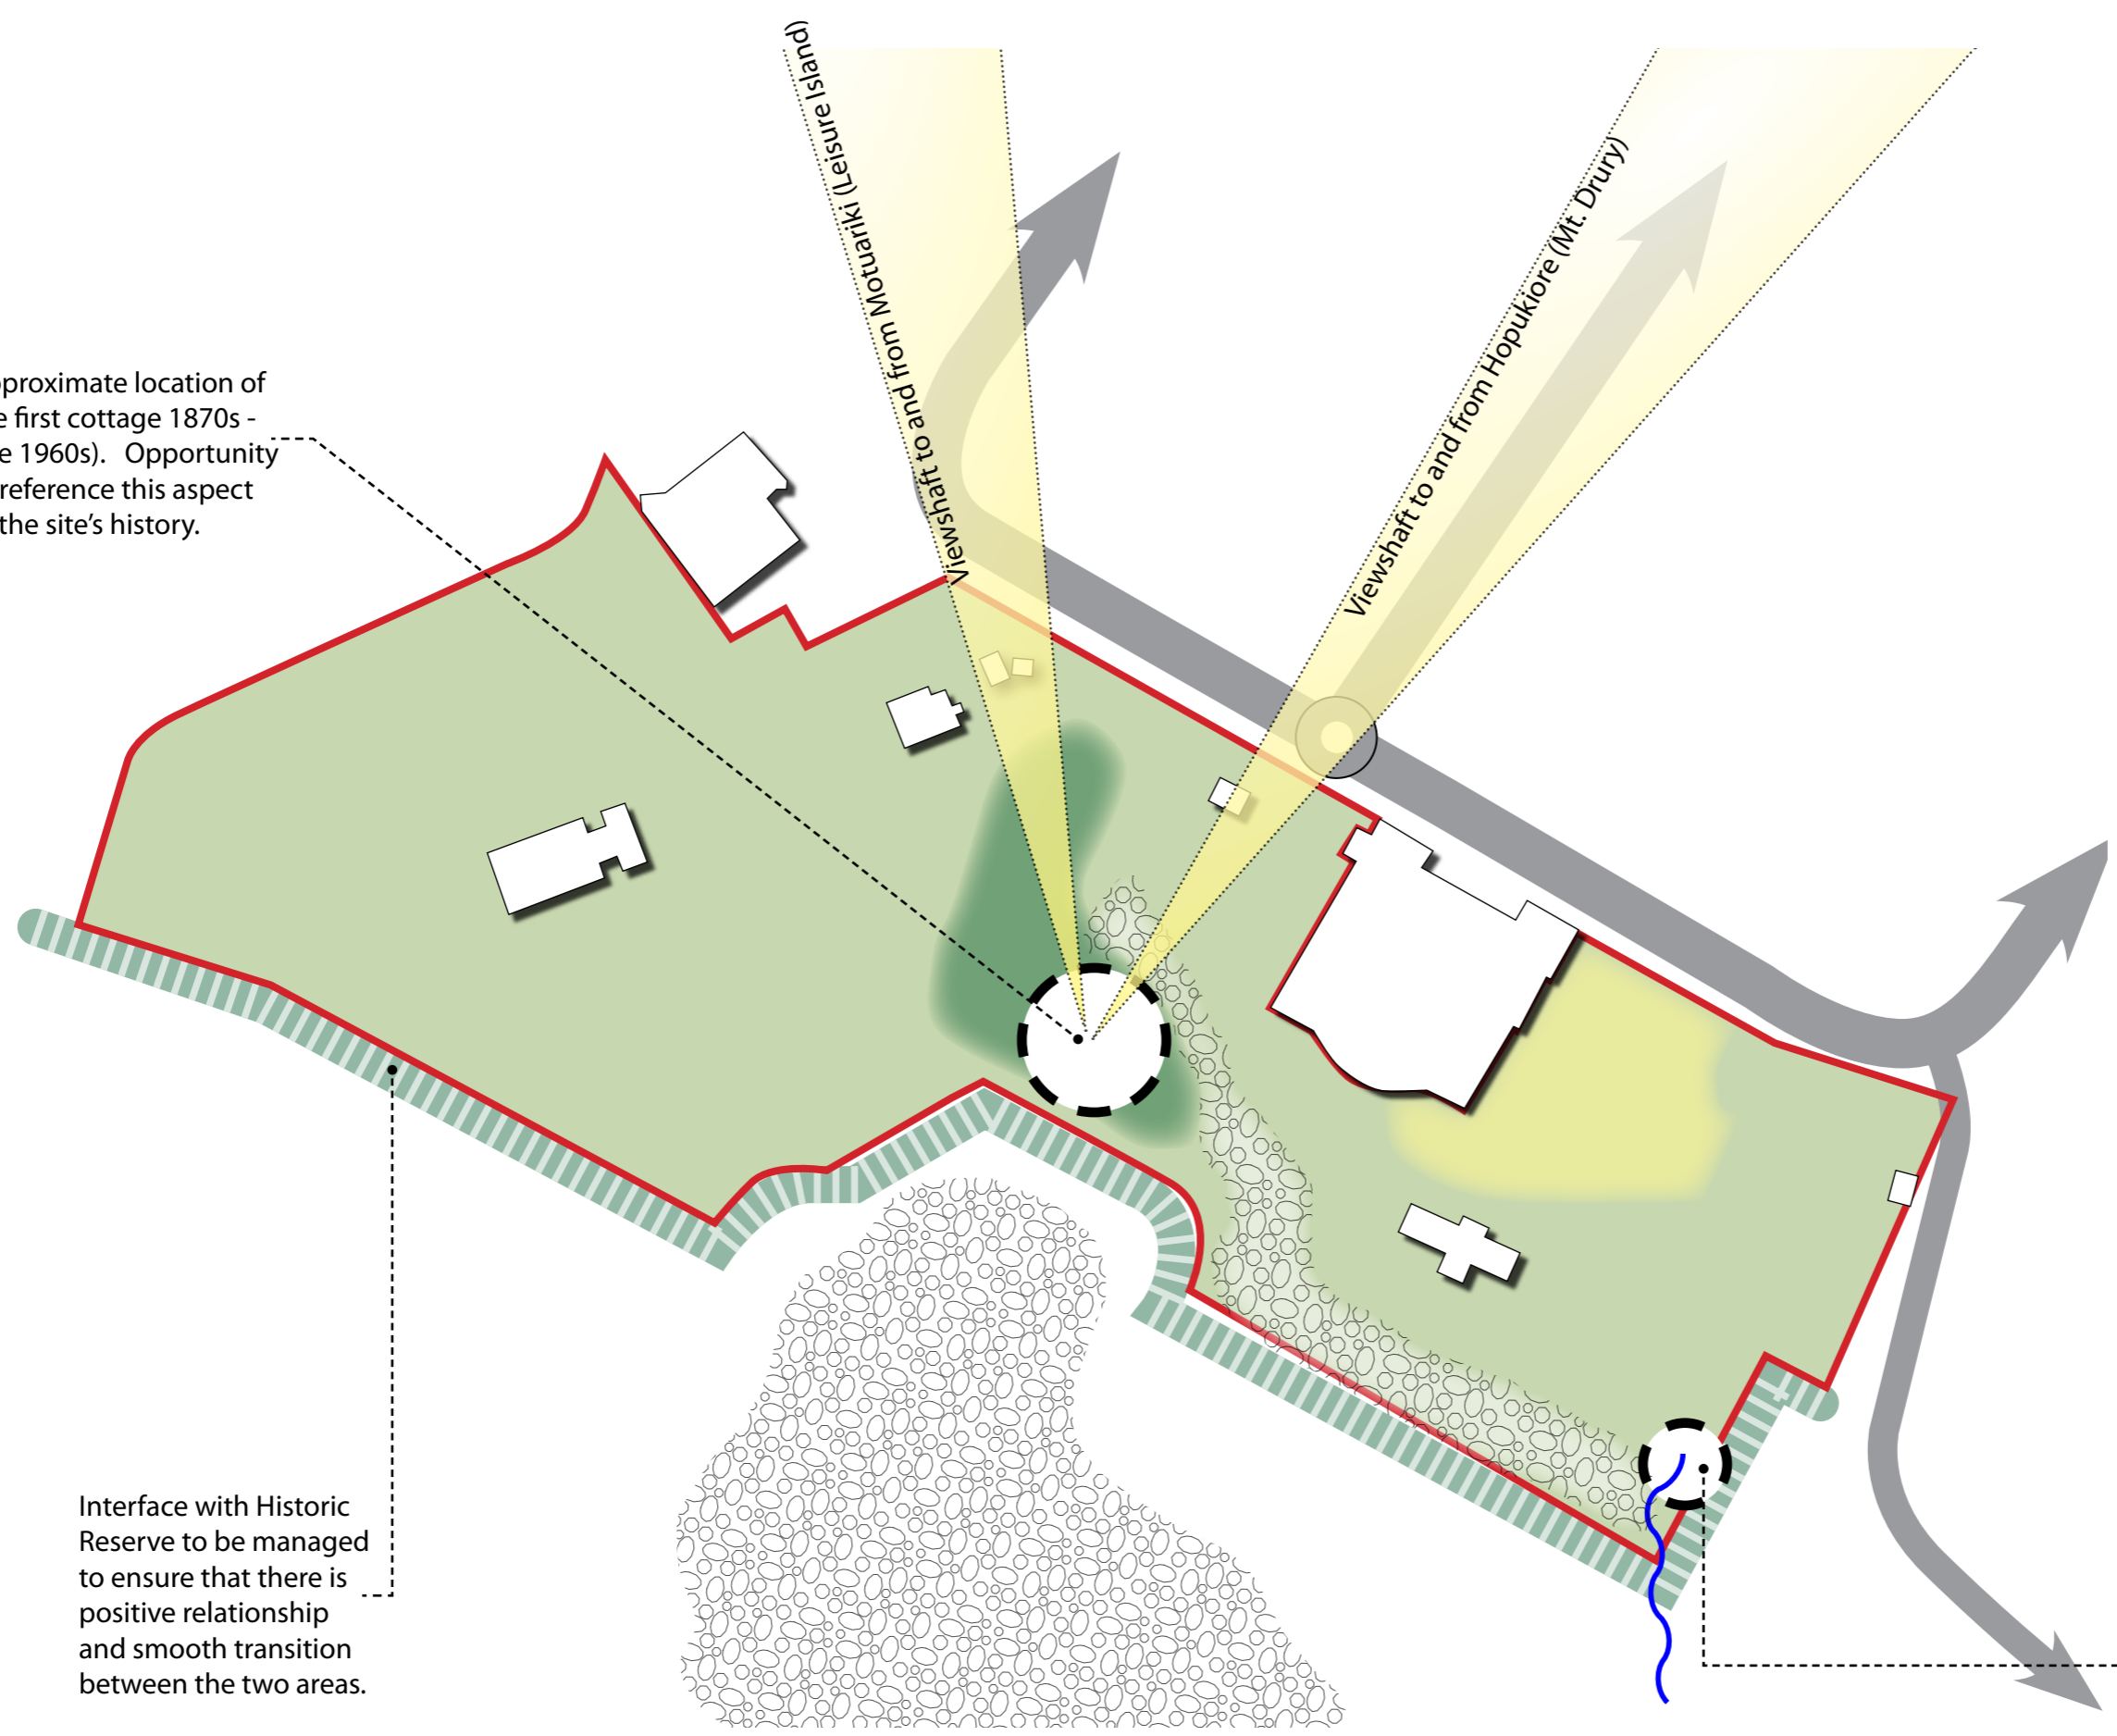 Viewshaft to and from Motuariki (Leisure Island)
Viewshaft to and from Hopukiore (Mt. Drury)
proximate location of
first cottage 1870s -
1960s). Opportunity
reference this aspect
the site's history.
Interface with Historic
Reserve to be managed
to ensure that there is
positive relationship
and smooth transition
between the two areas.